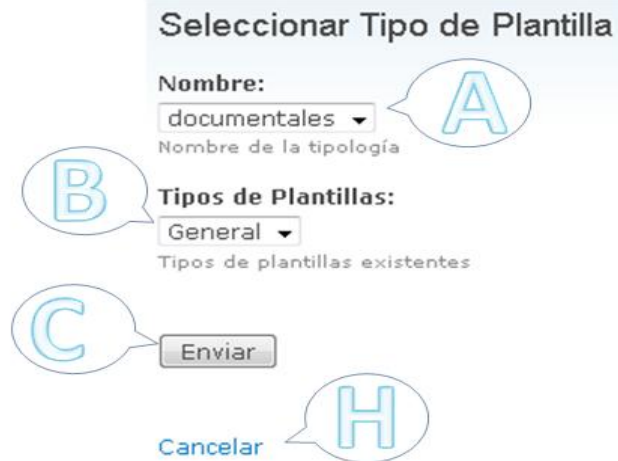 Seleccionar Tipo de Plantilla
Nombre:
documentales
A
Nombre de la tipología
B
Tipos de Plantillas:
General
Tipos de plantillas existentes
C
Enviar
H
Cancelar